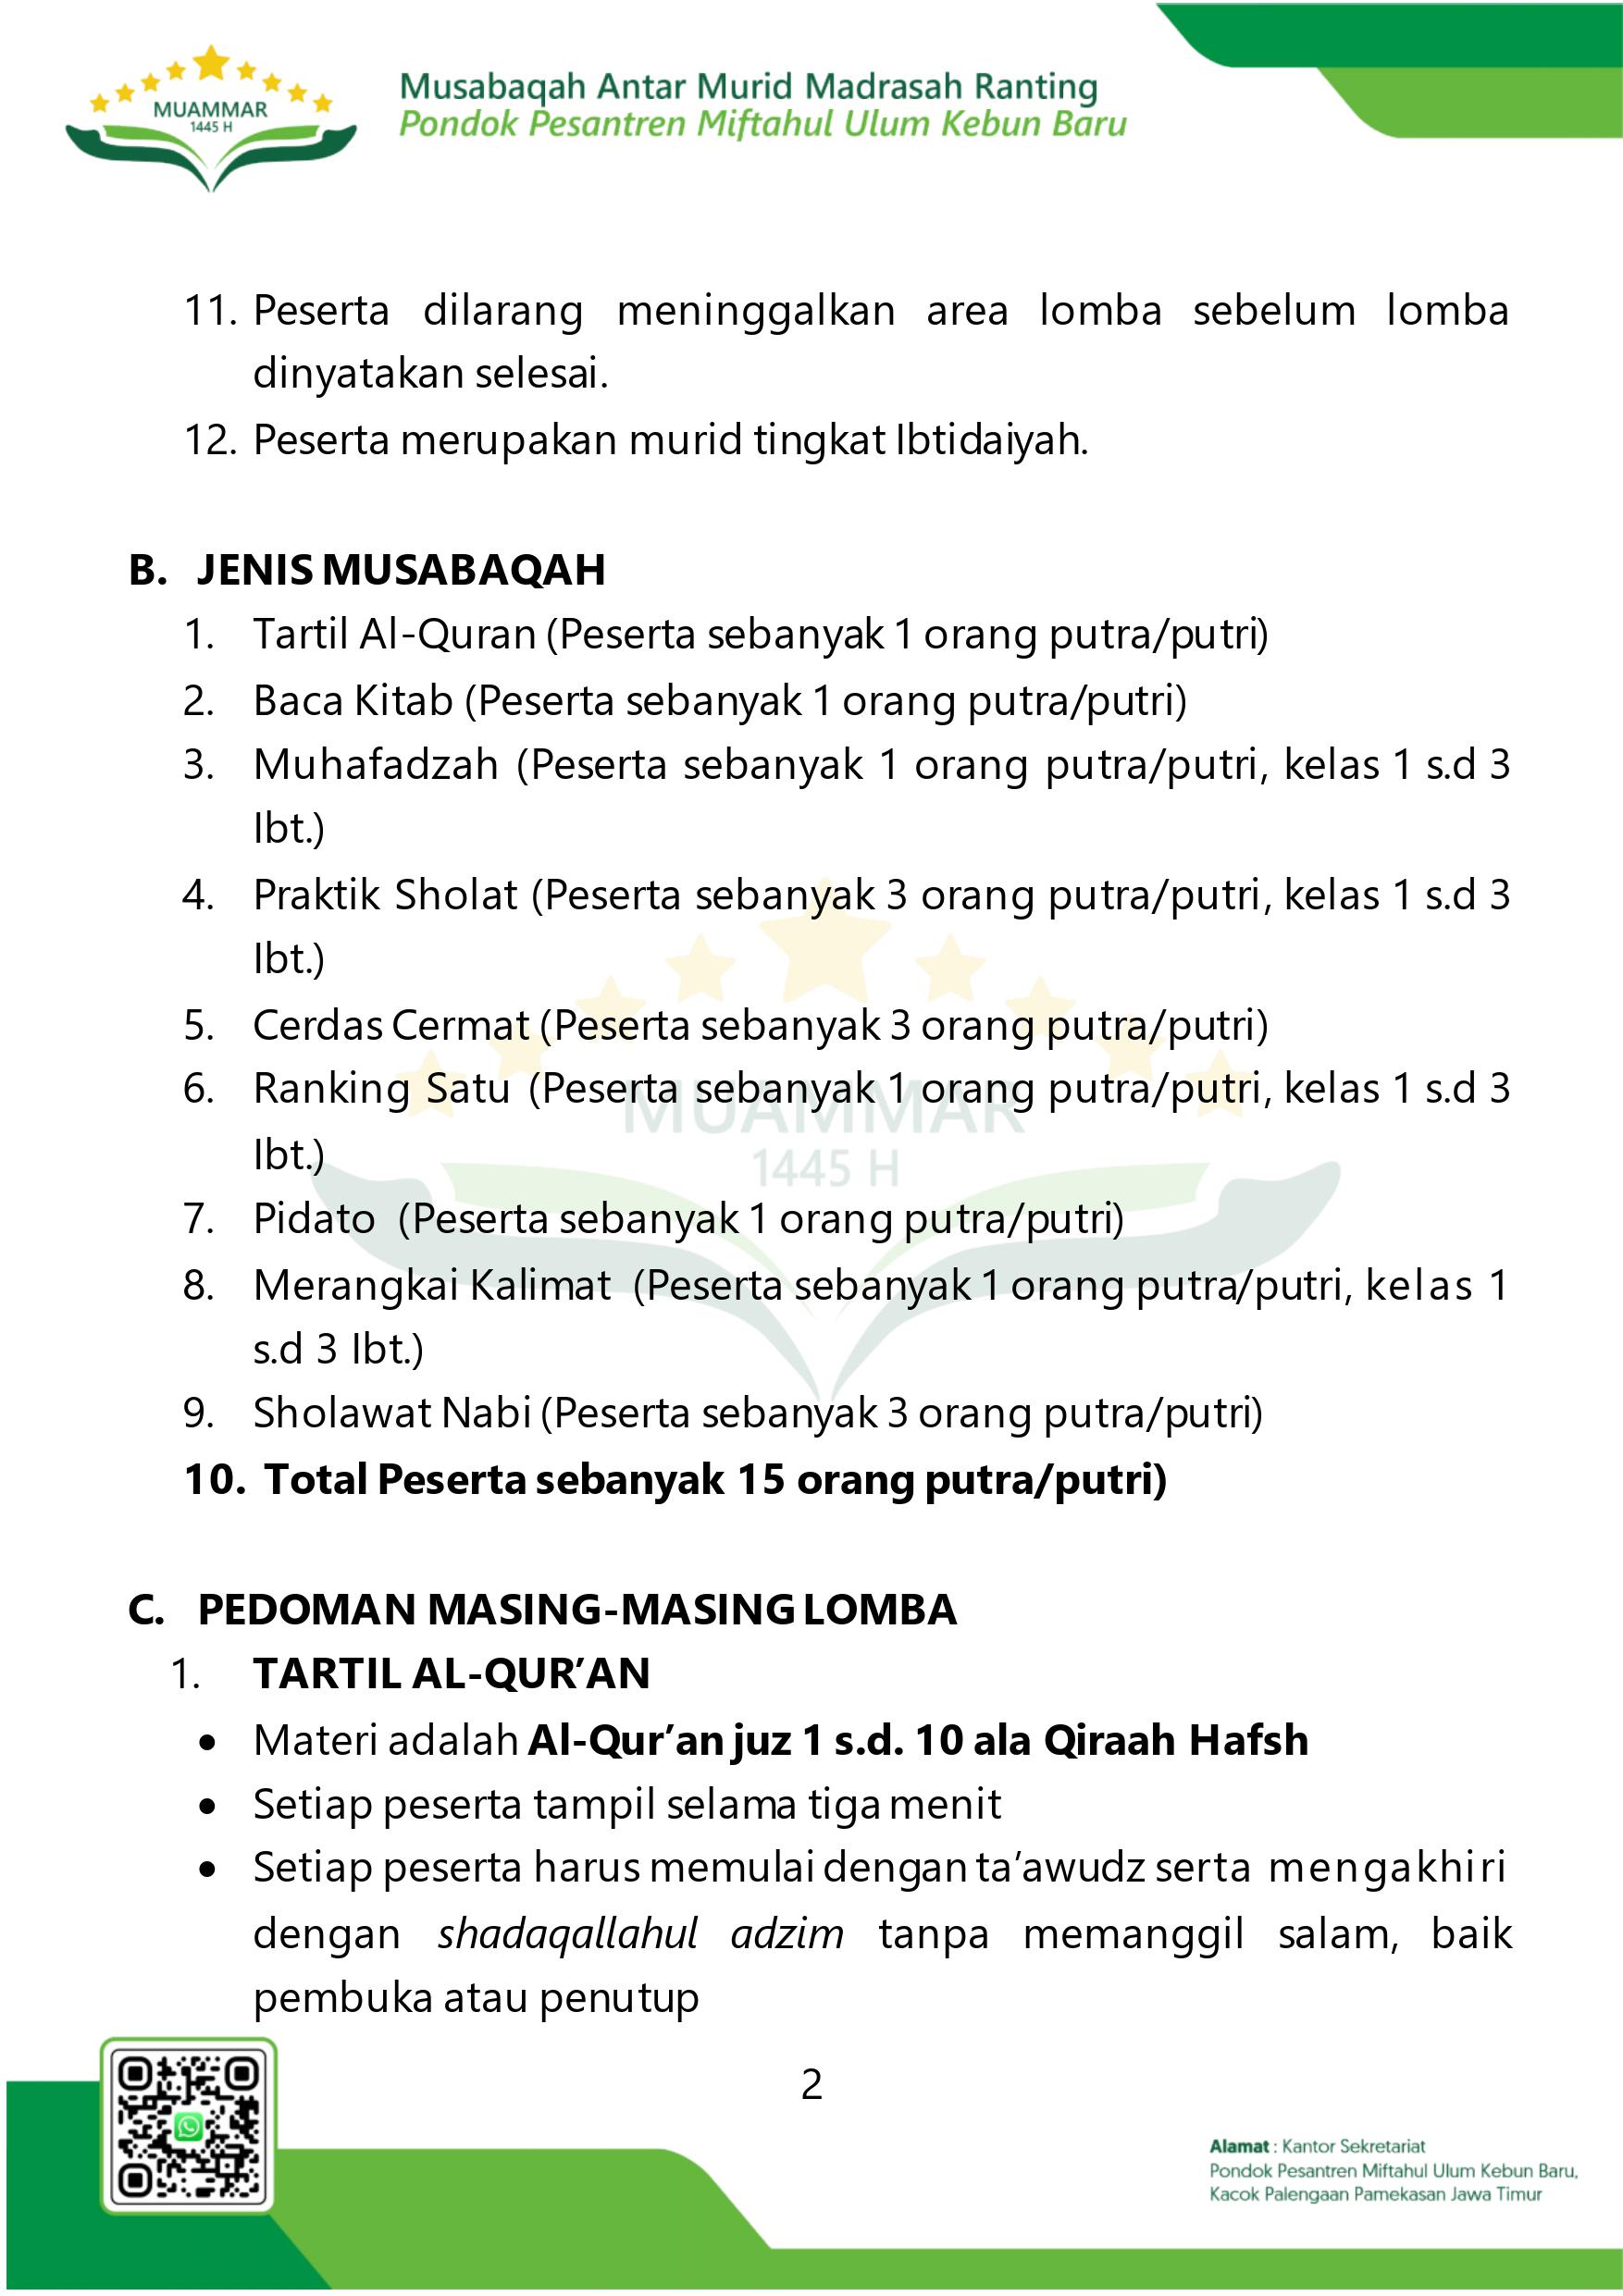 MUAMMAR
1445 H
Musabaqah Antar Murid Madrasah Ranting
Pondok Pesantren Miftahul Ulum Kebun Baru
11. Peserta dilarang meninggalkan area lomba sebelum lomba
dinyatakan selesai.
12. Peserta merupakan murid tingkat Ibtidaiyah.
B. JENIS MUSABAQAH
1. Tartil Al-Quran (Peserta sebanyak 1 orang putra/putri)
2. Baca Kitab (Peserta sebanyak 1 orang putra/putri)
3. Muhafadzah (Peserta sebanyak 1 orang putra/putri, kelas 1 s.d 3
Ibt.)
4. Praktik Sholat (Peserta sebanyak 3 orang putra/putri, kelas 1 s.d 3
Ibt.)
5. Cerdas Cermat (Peserta sebanyak 3 orang putra/putri)
6. Ranking Satu (Peserta sebanyak 1 orang putra/putri, kelas 1 s.d 3
Ibt.)
MUAMMAR
1445 H
7. Pidato (Peserta sebanyak 1 orang putra/putri)
8. Merangkai Kalimat (Peserta sebanyak 1 orang putra/putri, kelas 1
s.d 3 Ibt.)
9. Sholawat Nabi (Peserta sebanyak 3 orang putra/putri)
10. Total Peserta sebanyak 15 orang putra/putri)
C. PEDOMAN MASING-MASING LOMBA
1. TARTIL AL-QUR’AN
• Materi adalah Al-Qur’an juz 1 s.d. 10 ala Qiraah Hafsh
• Setiap peserta tampil selama tiga menit
• Setiap peserta harus memulai dengan ta’awudz serta mengakhiri
dengan shadaqallahul adzim tanpa memanggil salam, baik
pembuka atau penutup
2
Alamat : Kantor Sekretariat
Pondok Pesantren Miftahul Ulum Kebun Baru,
Kacok Palengaan Pamekasan Jawa Timur